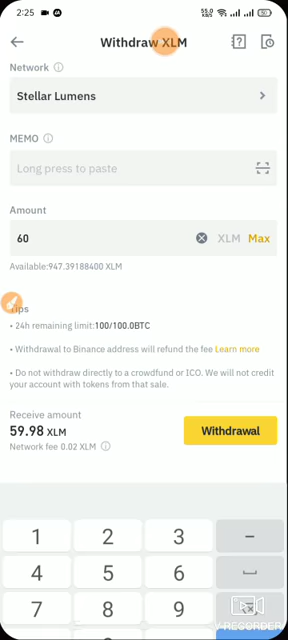 2:25
55.0
KB/S
Withdraw XLM
Network
Stellar Lumens
MEMO
Long press to paste
Amount
60
XLM Max
Available:947.39188400 XLM
Tips
• 24h remaining limit:100/100.0BTC
• Withdrawal to Binance address will refund the fee Learn more
• Do not withdraw directly to a crowdfund or ICO. We will not credit
your account with tokens from that sale.
Receive amount
59.98 XLM
Network fee 0.02 XLM
Withdrawal
1 2 3 −
4 5 6
7 8 9
RECORDER